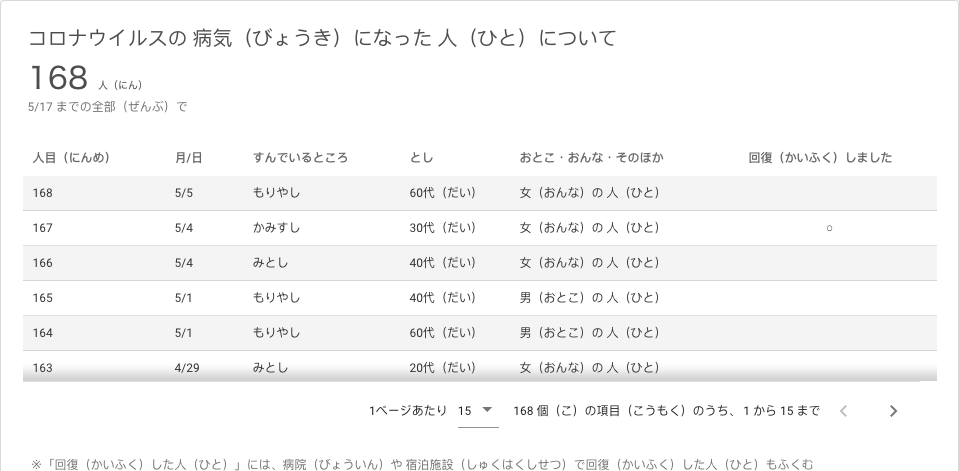 コロナウイルスの 病気（びょうき）になった 人（ひと）について
168 人（にん）
5/17 までの全部（ぜんぶ）で
人目（にんめ） 月/日 すんでいるところ とし おとこ・おんな・そのほか 回復（かいふく）しました
168 5/5 もりやし 60代（だい） 女（おんな）の 人（ひと）
167 5/4 かみすし 30代（だい） 女（おんな）の 人（ひと） ○
166 5/4 みとし 40代（だい） 女（おんな）の 人（ひと）
165 5/1 もりやし 40代（だい） 男（おとこ）の 人（ひと）
164 5/1 もりやし 60代（だい） 男（おとこ）の 人（ひと）
163 4/29 みとし 20代（だい） 女（おんな）の 人（ひと）
1ページあたり 15 168 個（こ）の項目（こうもく）のうち、1 から 15 まで
※「回復（かいふく）した人（ひと）」には、病院（びょういん）や 宿泊施設（しゅくはくしせつ）で回復（かいふく）した人（ひと）もふくむ